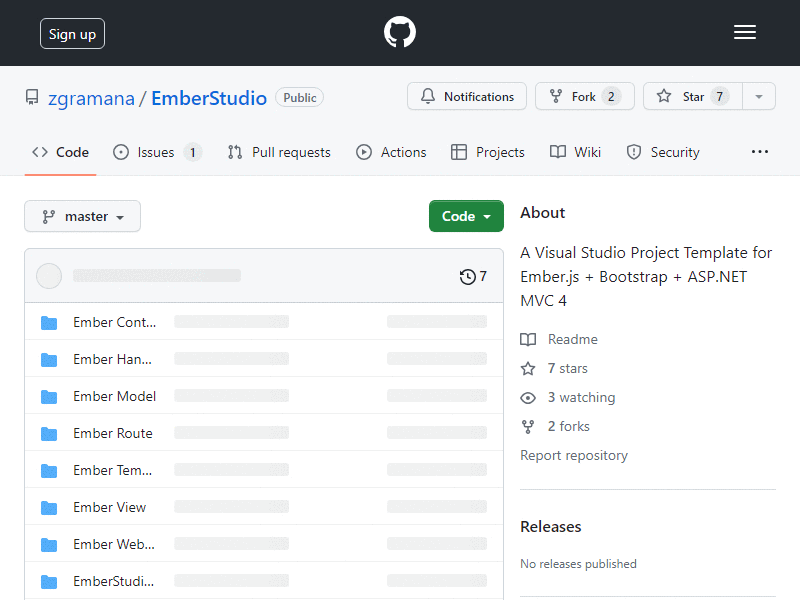 Sign up
zgramana / EmberStudio Public
Notifications
Fork 2
Star 7
Code
Issues 1
Pull requests
Actions
Projects
Wiki
Security
master
Code
7
Ember Cont...
Ember Han...
Ember Model
Ember Route
Ember Tem...
Ember View
Ember Web...
EmberStudi...
About
A Visual Studio Project Template for
Ember.js + Bootstrap + ASP.NET
MVC 4
Readme
7 stars
3 watching
2 forks
Report repository
Releases
No releases published